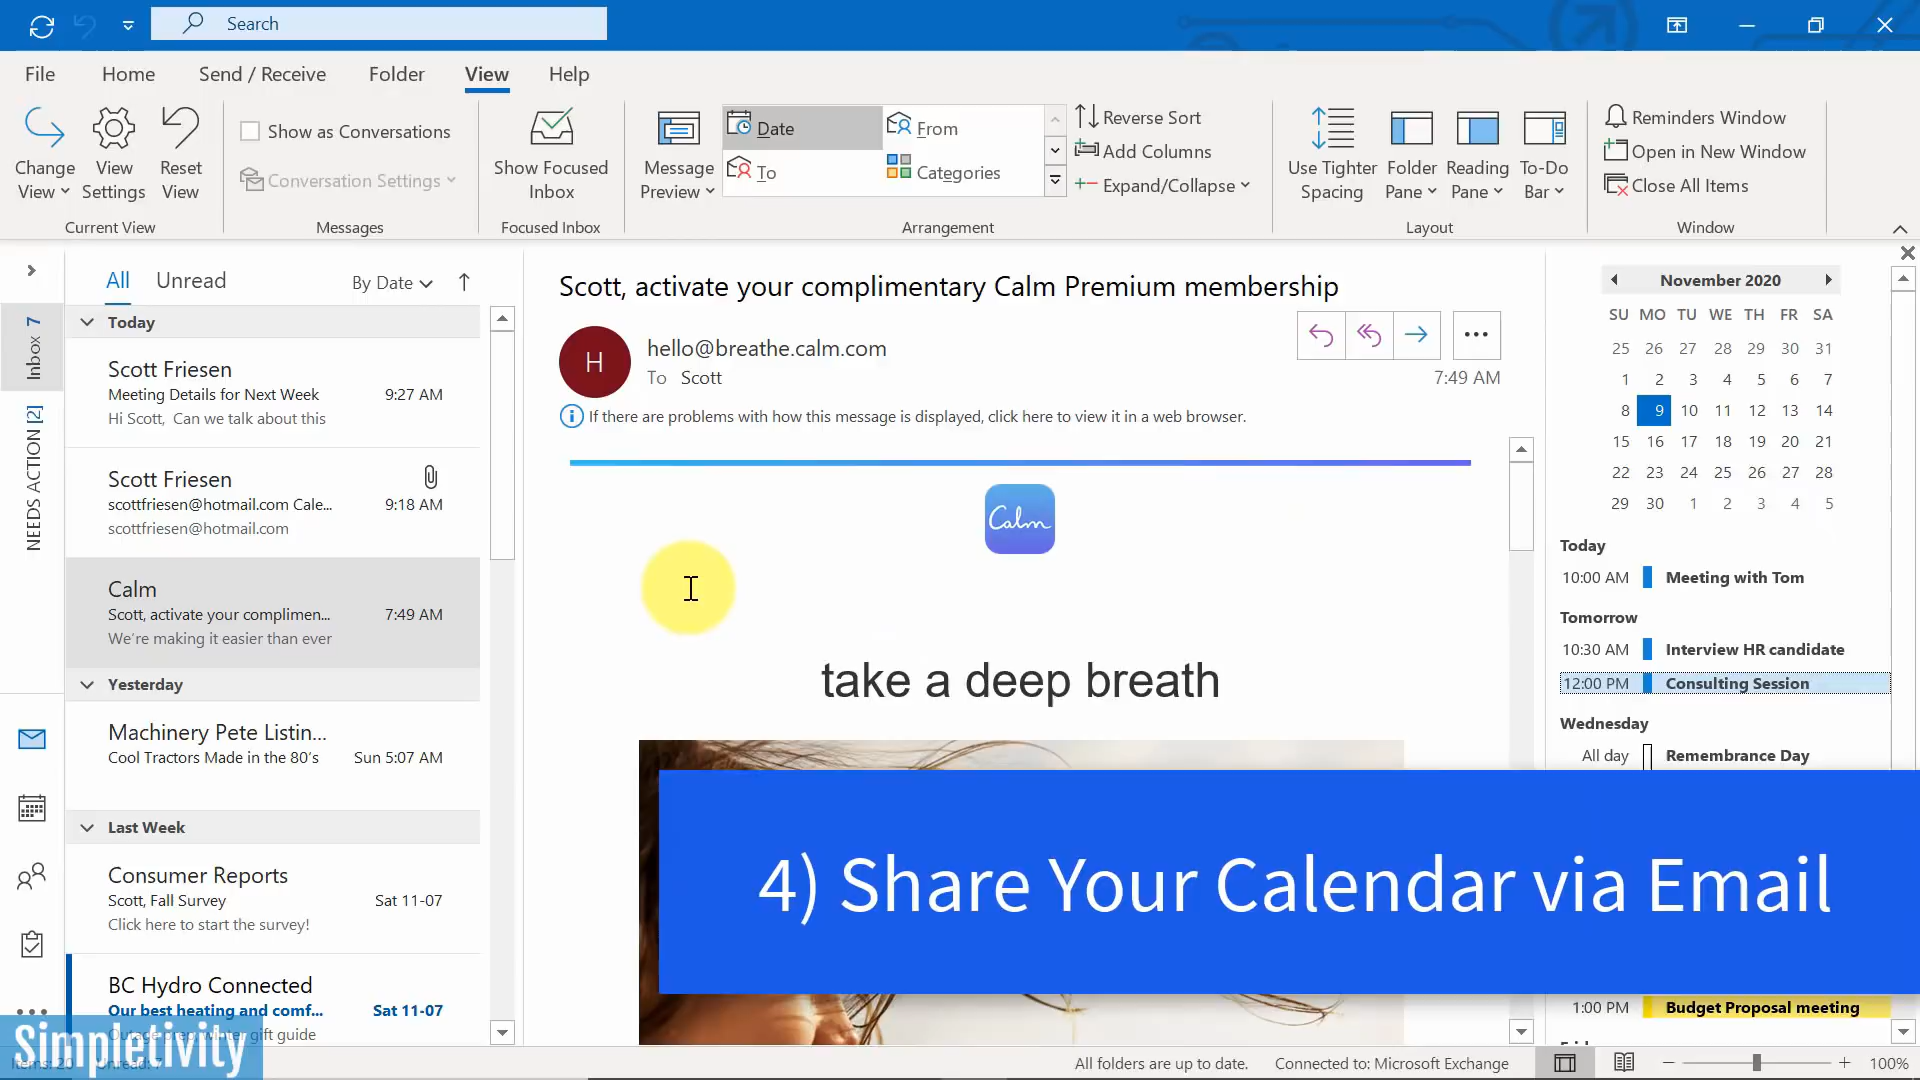 Search
File Home Send / Receive Folder View Help
Change View
View Settings
Reset View
Current View
Show as Conversations
Conversation Settings
Messages
Show Focused Inbox
Focused Inbox
Message Preview
Date
From
To
Categories
Reverse Sort
Add Columns
Expand/Collapse
Arrangement
Use Tighter Spacing
Folder Pane
Reading Pane
To-Do Bar
Layout
Reminders Window
Open in New Window
Close All Items
Window
Inbox 7
NEEDS ACTION [2]
All Unread By Date
Today
Scott Friesen
Meeting Details for Next Week 9:27 AM
Hi Scott, Can we talk about this
Scott Friesen
scottfriesen@hotmail.com Cale... 9:18 AM
scottfriesen@hotmail.com
Calm
Scott, activate your complimen... 7:49 AM
We're making it easier than ever
Yesterday
Machinery Pete Listin...
Cool Tractors Made in the 80's Sun 5:07 AM
Last Week
Consumer Reports
Scott, Fall Survey Sat 11-07
Click here to start the survey!
BC Hydro Connected
Our best heating and comf... Sat 11-07
Outage prep, winter gift guide
Scott, activate your complimentary Calm Premium membership
H
hello@breathe.calm.com
To Scott
7:49 AM
If there are problems with how this message is displayed, click here to view it in a web browser.
Calm
take a deep breath
4) Share Your Calendar via Email
November 2020
SU MO TU WE TH FR SA
25 26 27 28 29 30 31
1 2 3 4 5 6 7
8 9 10 11 12 13 14
15 16 17 18 19 20 21
22 23 24 25 26 27 28
29 30 1 2 3 4 5
Today
10:00 AM Meeting with Tom
Tomorrow
10:30 AM Interview HR candidate
12:00 PM Consulting Session
Wednesday
All day Remembrance Day
1:00 PM Budget Proposal meeting
Simpletivity
Items: 20 Unread: 7
All folders are up to date. Connected to: Microsoft Exchange 100%